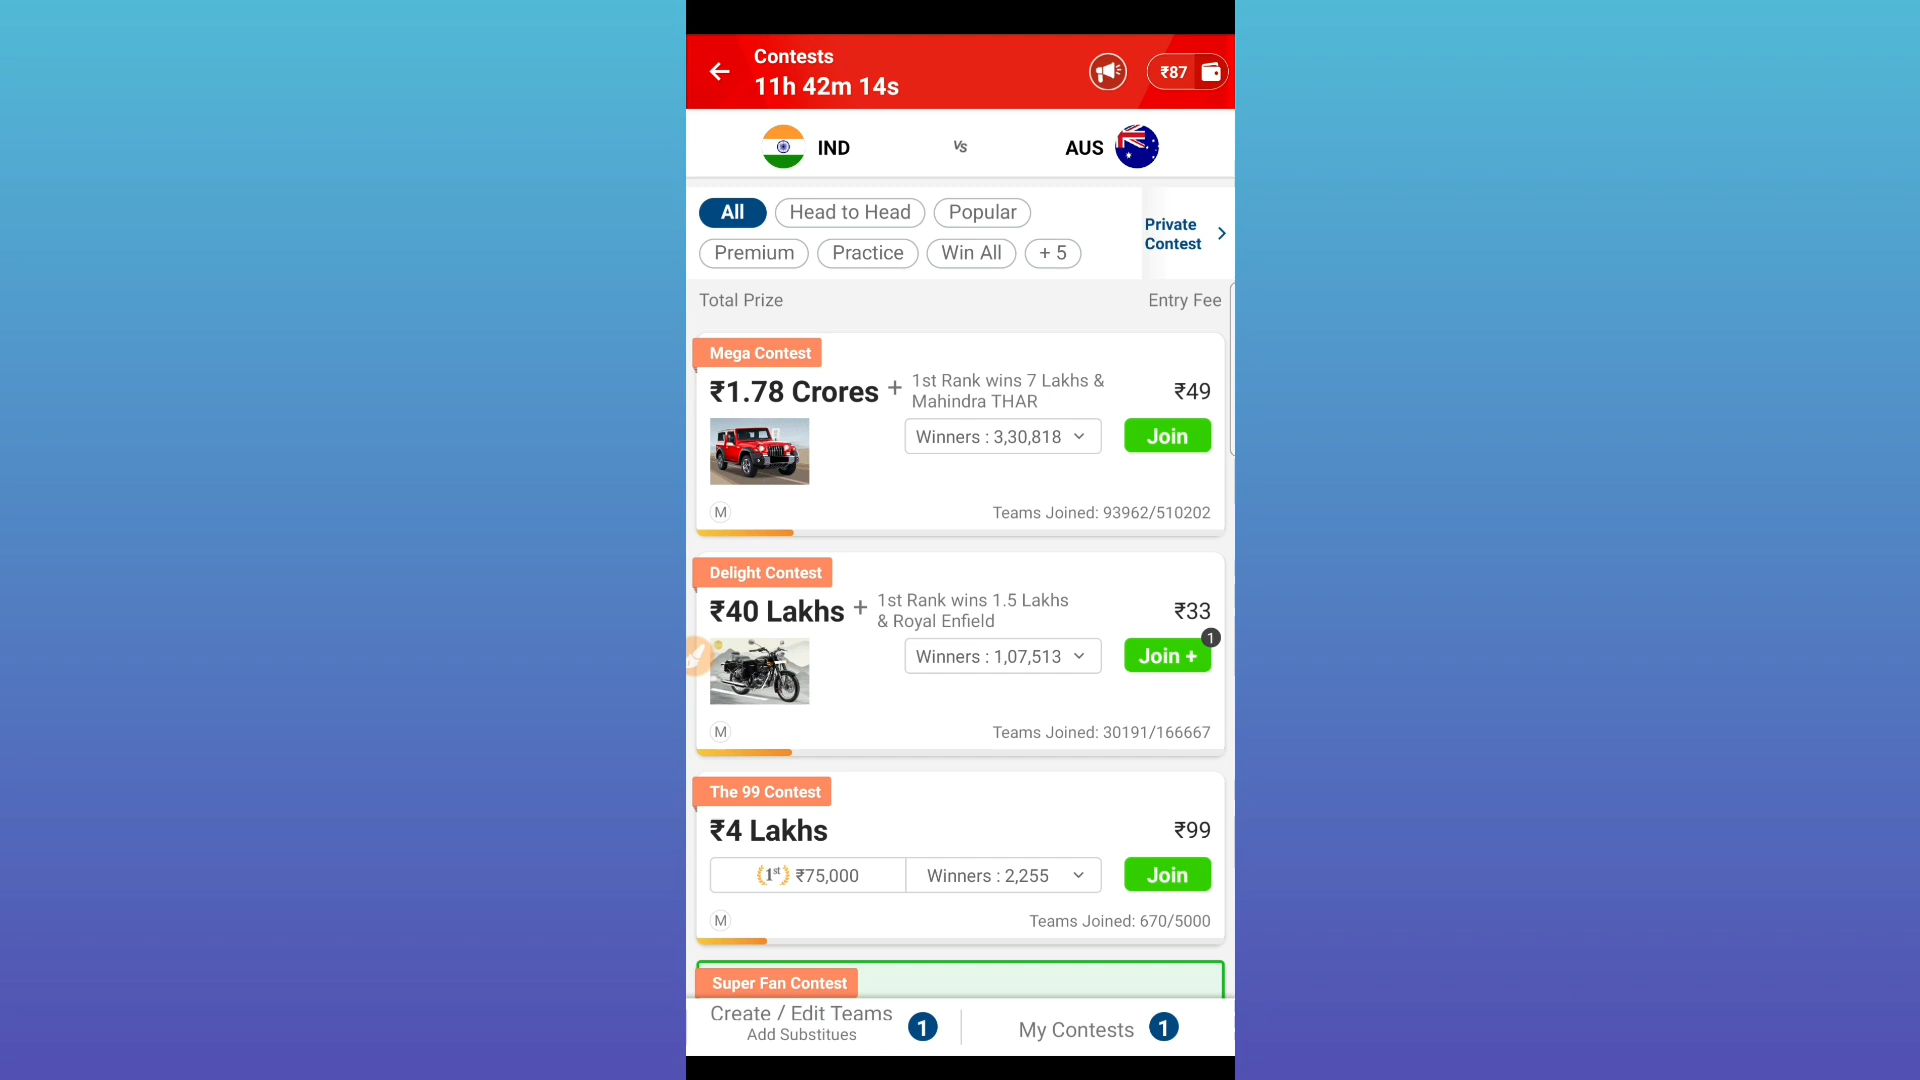 Contests
11h 42m 14s
₹87
IND
VS
AUS
All
Head to Head
Popular
Premium
Practice
Win All
+ 5
Private
Contest
Total Prize
Entry Fee
Mega Contest
₹1.78 Crores +
1st Rank wins 7 Lakhs &
Mahindra THAR
₹49
Winners : 3,30,818
Join
M
Teams Joined: 93962/510202
Delight Contest
₹40 Lakhs +
1st Rank wins 1.5 Lakhs
& Royal Enfield
₹33
1
Winners : 1,07,513
Join +
M
Teams Joined: 30191/166667
The 99 Contest
₹4 Lakhs
₹99
1st ₹75,000
Winners : 2,255
Join
M
Teams Joined: 670/5000
Super Fan Contest
Create / Edit Teams
Add Substitues
1
My Contests
1